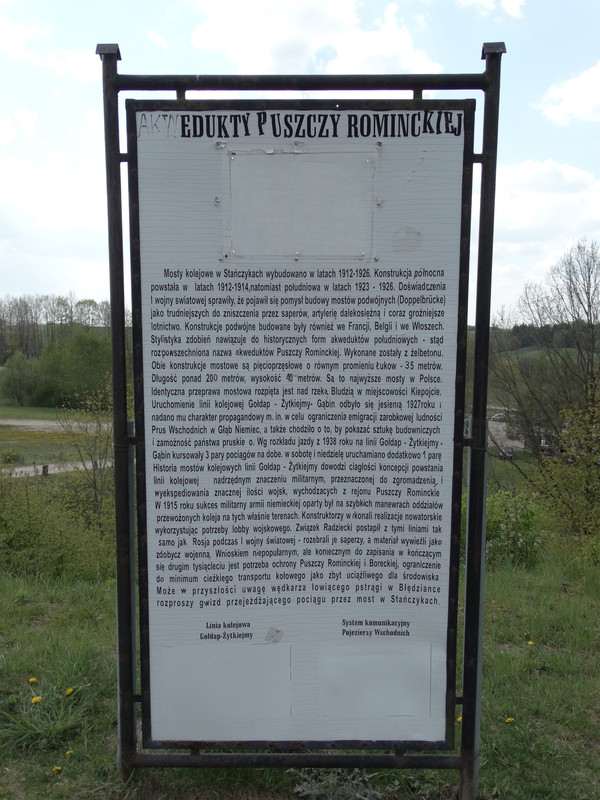 AKWEDUKTY PUSZCZY ROMINCKIEJ
Mosty kolejowe w Stańczykach wybudowano w latach 1912-1926. Konstrukcja północna
powstała w latach 1912-1914,natomiast południowa w latach 1923 - 1926. Doświadczenia
I wojny swiatowej sprawiły, że pojawił się pomysł budowy mostów podwójnych (Doppelbrücke)
jako trudniejszych do zniszczenia przez saperów, artylerię dalekosiężną i coraz groźniejsze
lotnictwo. Konstrukcje podwójne budowane były również we Francji, Belgii i we Włoszech.
Stylistyka zdobień nawiązuje do historycznych form akweduktów południowych - stąd
rozpowszechniona nazwa akweduktów Puszczy Rominckiej. Wykonane zostały z żelbetonu.
Obie konstrukcje mostowe są pięcioprzęsłowe o równym promieniu Łukow - 35 metrów.
Długość ponad 200 metrów, wysokość 40 metrów. Są to najwyższe mosty w Polsce.
Identyczna przeprawa mostowa rozpięta jest nad rzeką, Bludzią w miejscowości Kiepojcie.
Uruchomienie linii kolejowej Gołdap - Żytkiejmy- Gąbin odbyło się jesienią 1927roku i
nadano mu charakter propagandowy m. in. w celu ograniczenia emigracji zarobkowej ludności
Prus Wschodnich w Głąb Niemiec, a także chodziło o to, by pokazać sztukę budowniczych
i zamożność państwa pruskie o. Wg rozkładu jazdy z 1938 roku na linii Gołdap - Żytkiejmy -
Gąbin kursowały 3 pary pociągów na dobe. w sobotę i niedzielę uruchamiano dodatkowo 1 parę
Historia mostów kolejowych linii Gołdap - Żytkiejmy dowodzi ciagłości koncepcji powstania
linii kolejowej nadrzędnym znaczeniu militarnym, przeznaczonej do zgromadzenia, i
wyekspediowania znacznej ilości wojsk, wychodzacych z rejonu Puszczy Rominckie
W 1915 roku sukces militarny armii niemieckiej oparty był na szybkich manewrach oddziałów
przewożonych koleja na tych właśnie terenach. Konstruktorzy w konali realizacje nowatorskie
wykorzystując potrzeby lobby wojskowego. Związek Radziecki postąpił z tymi liniami tak
samo jak Rosja podczas I wojny światowej - rozebrali je saperzy, a materiał wywieźli jako
zdobycz wojenną. Wnioskiem niepopularnym, ale koniecznym do zapisania w kończącym
się drugim tysiącleciu jest potrzeba ochrony Puszczy Rominckiej i Boreckiej, ograniczenie
do minimum ciężkiego transportu kołowego jako zbyt uciążliwego dla środowiska
Może w przyszłości uwagę wędkarza łowiącego pstrągi w Błędziance
rozproszy gwizd przejeżdżającego pociągu przez most w Stańczykach.
Linia kolejowa
Gołdap-Żytkiejmy
System komunikacyjny
Pojezierzy Wschodnich